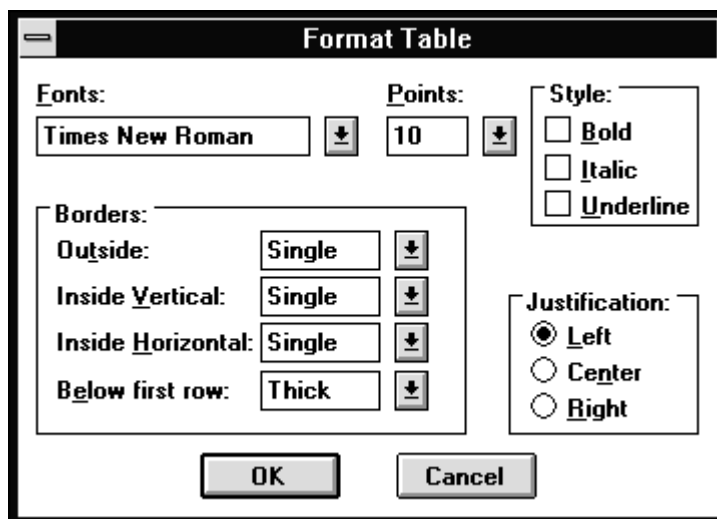 Format Table
Fonts: Points: Style:
Times New Roman 10 Bold
Italic
Underline
Borders:
Outside: Single
Inside Vertical: Single
Inside Horizontal: Single
Below first row: Thick
Justification:
Left
Center
Right
OK Cancel